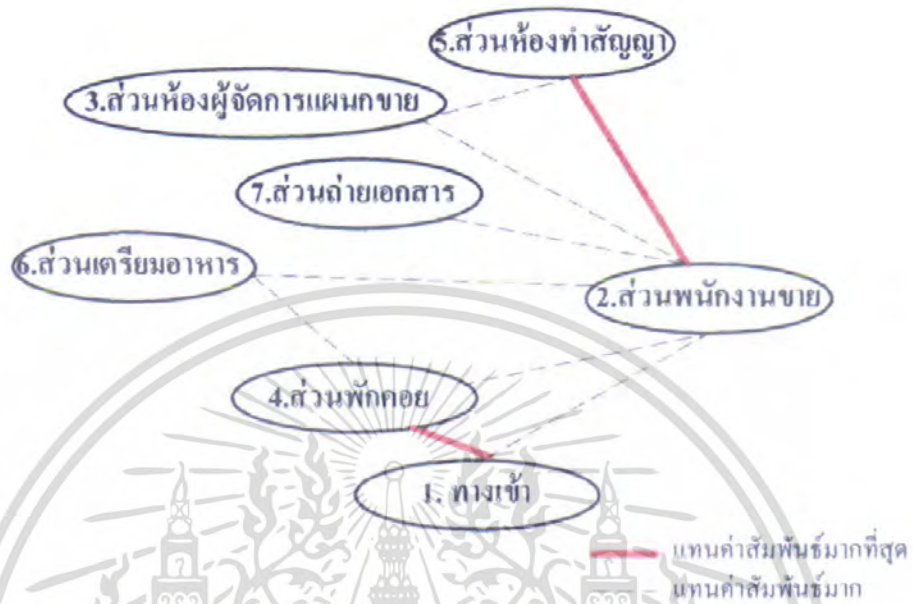 5.ส่วนห้องทำสัญญา
3.ส่วนห้องผู้จัดการแผนกขาย
7.ส่วนถ่ายเอกสาร
6.ส่วนเตรียมอาหาร
2.ส่วนพนักงานขาย
4.ส่วนพักคอย
1. ทางเข้า
แทนค่าสัมพันธ์มากที่สุด
แทนค่าสัมพันธ์มาก